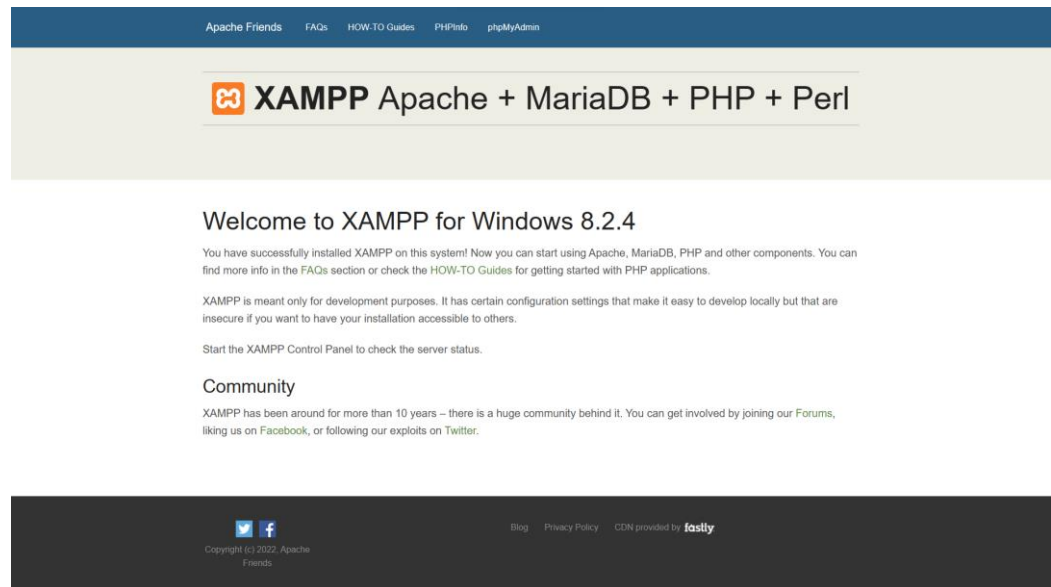 Apache Friends FAQs HOW-TO Guides PHPInfo phpMyAdmin
XAMPP Apache + MariaDB + PHP + Perl
Welcome to XAMPP for Windows 8.2.4
You have successfully installed XAMPP on this system! Now you can start using Apache, MariaDB, PHP and other components. You can
find more info in the FAQs section or check the HOW-TO Guides for getting started with PHP applications.
XAMPP is meant only for development purposes. It has certain configuration settings that make it easy to develop locally but that are
insecure if you want to have your installation accessible to others.
Start the XAMPP Control Panel to check the server status.
Community
XAMPP has been around for more than 10 years – there is a huge community behind it. You can get involved by joining our Forums,
liking us on Facebook, or following our exploits on Twitter.
Blog Privacy Policy CDN provided by fastly
Copyright (c) 2022, Apache
Friends